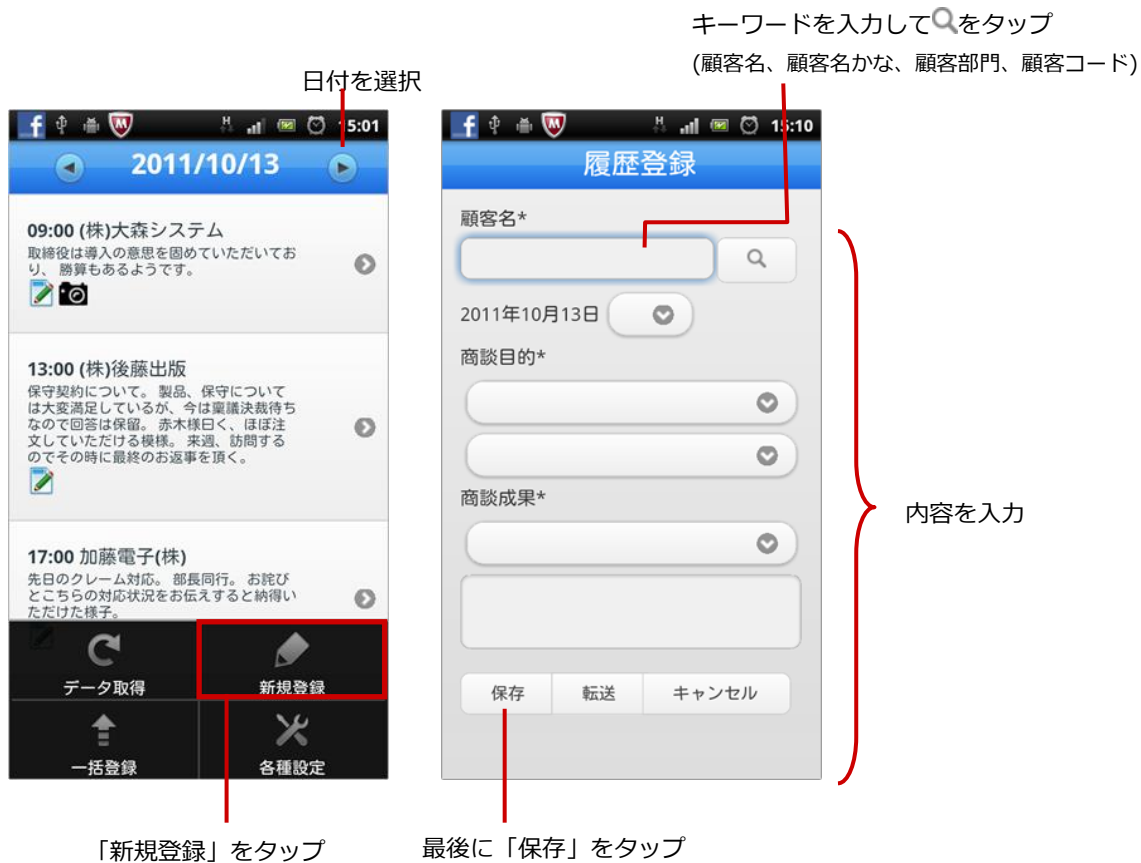 キーワードを入力して🔍をタップ
(顧客名、顧客名かな、顧客部門、顧客コード)
日付を選択
15:01
2011/10/13
09:00 (株)大森システム
取締役は導入の意思を固めていただいてお
り、 勝算もあるようです。
13:00 (株)後藤出版
保守契約について。 製品、保守について
は大変満足しているが、今は稟議決裁待ち
なので回答は保留。 赤木様曰く、ほぼ注
文していただける模様。 来週、訪問する
のでその時に最終のお返事を頂く。
17:00 加藤電子(株)
先日のクレーム対応。 部長同行。 お詫び
とこちらの対応状況をお伝えすると納得い
ただけた様子。
データ取得
新規登録
一括登録
各種設定
「新規登録」をタップ
15:10
履歴登録
顧客名*
2011年10月13日
商談目的*
商談成果*
保存
転送
キャンセル
最後に「保存」をタップ
内容を入力